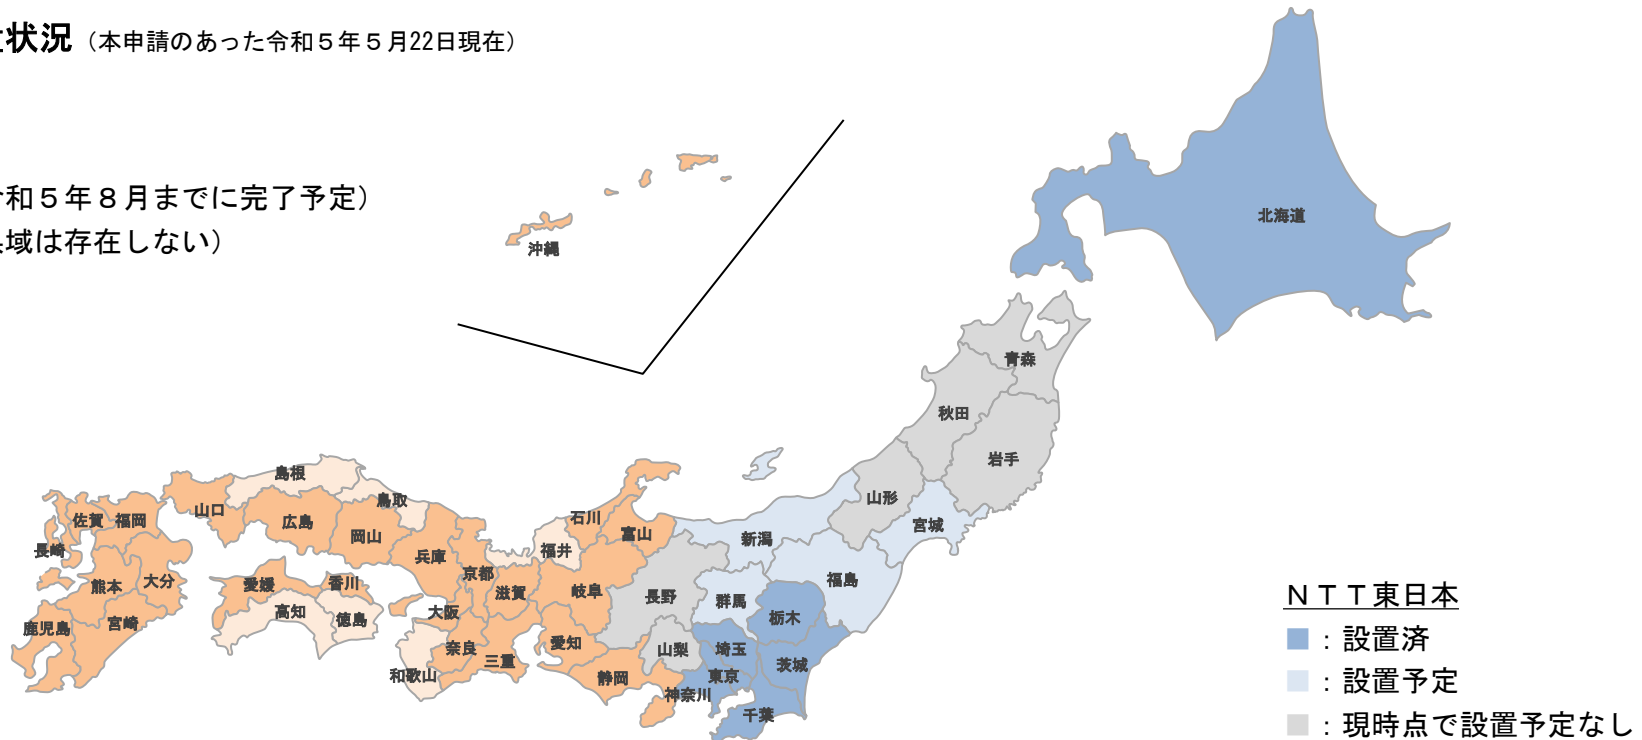 状況（本申請のあった令和５年５月22日現在）
令和５年８月までに完了予定）
県域は存在しない）
沖縄
北海道
青森
秋田
岩手
山形
宮城
島根
鳥取
山口
広島
岡山
佐賀
福岡
長崎
熊本
大分
鹿児島
宮崎
愛媛
香川
高知
徳島
兵庫
京都
大阪
奈良
和歌山
滋賀
三重
福井
石川
富山
岐阜
愛知
静岡
新潟
福島
長野
群馬
栃木
山梨
埼玉
茨城
東京
神奈川
千葉
ＮＴＴ東日本
：設置済
：設置予定
：現時点で設置予定なし